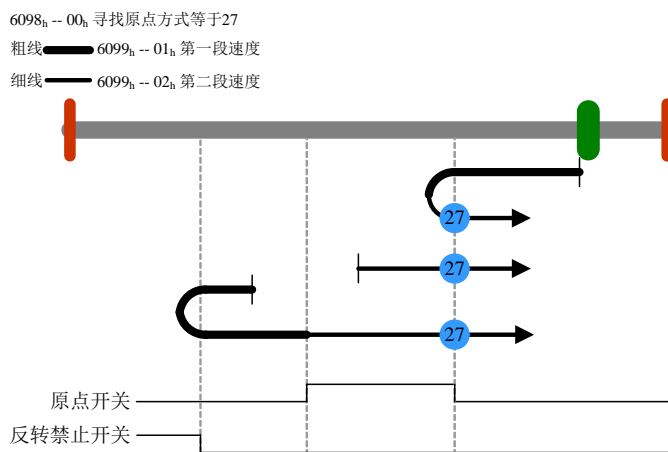 6098h -- 00h 寻找原点方式等于27
粗线 6099h -- 01h 第一段速度
细线 6099h -- 02h 第二段速度
27
27
27
原点开关
反转禁止开关